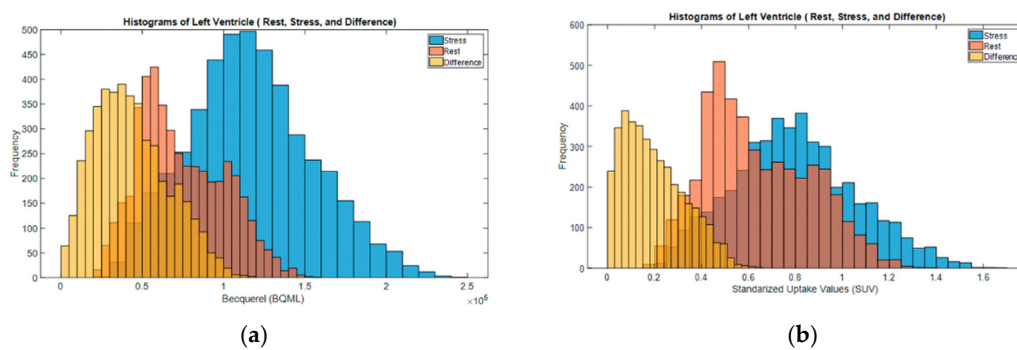 Histograms of Left Ventricle ( Rest, Stress, and Difference)
Stress
Rest
Difference
Frequency
500
450
400
350
300
250
200
150
100
50
0
0
0.5
1
1.5
2
2.5
×10⁶
Becquerel (BQML)
(a)
Histograms of Left Ventricle (Rest, Stress, and Difference)
Stress
Rest
Difference
Frequency
600
500
400
300
200
100
0
0
0.2
0.4
0.6
0.8
1
1.2
1.4
1.6
Standarized Uptake Values (SUV)
(b)